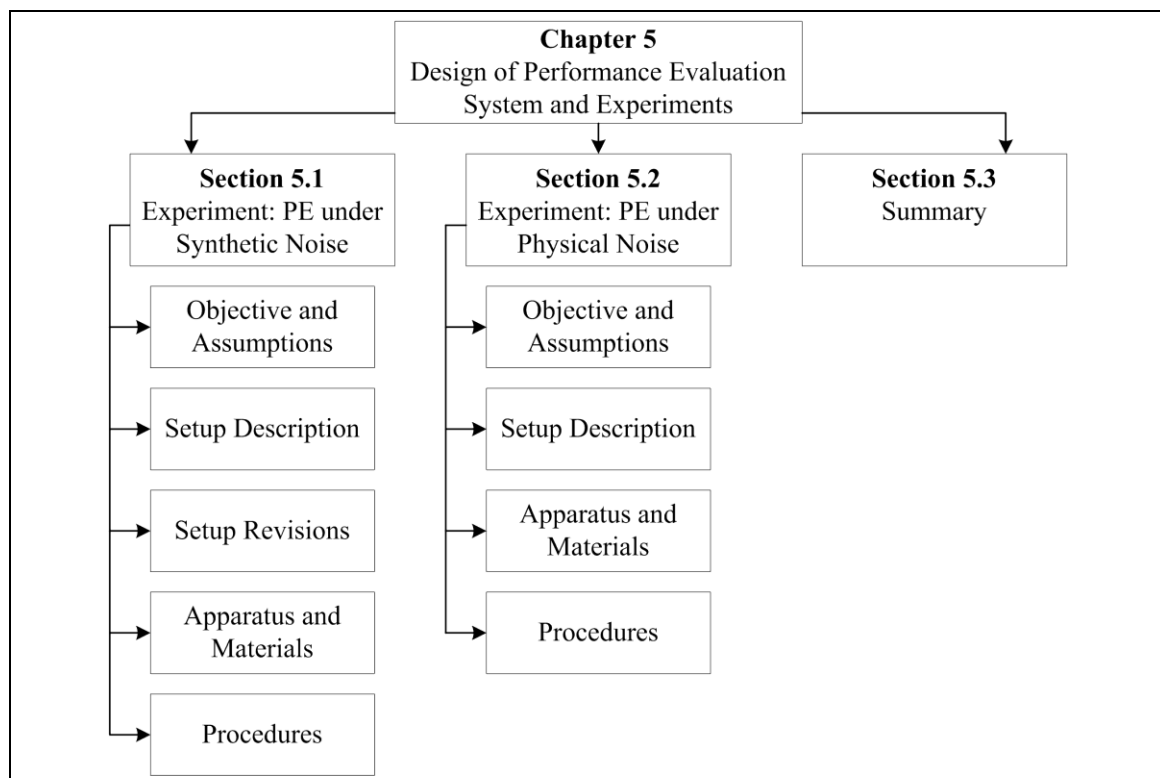 Chapter 5
Design of Performance Evaluation
System and Experiments
Section 5.1
Experiment: PE under
Synthetic Noise
Objective and
Assumptions
Setup Description
Setup Revisions
Apparatus and
Materials
Procedures
Section 5.2
Experiment: PE under
Physical Noise
Objective and
Assumptions
Setup Description
Apparatus and
Materials
Procedures
Section 5.3
Summary